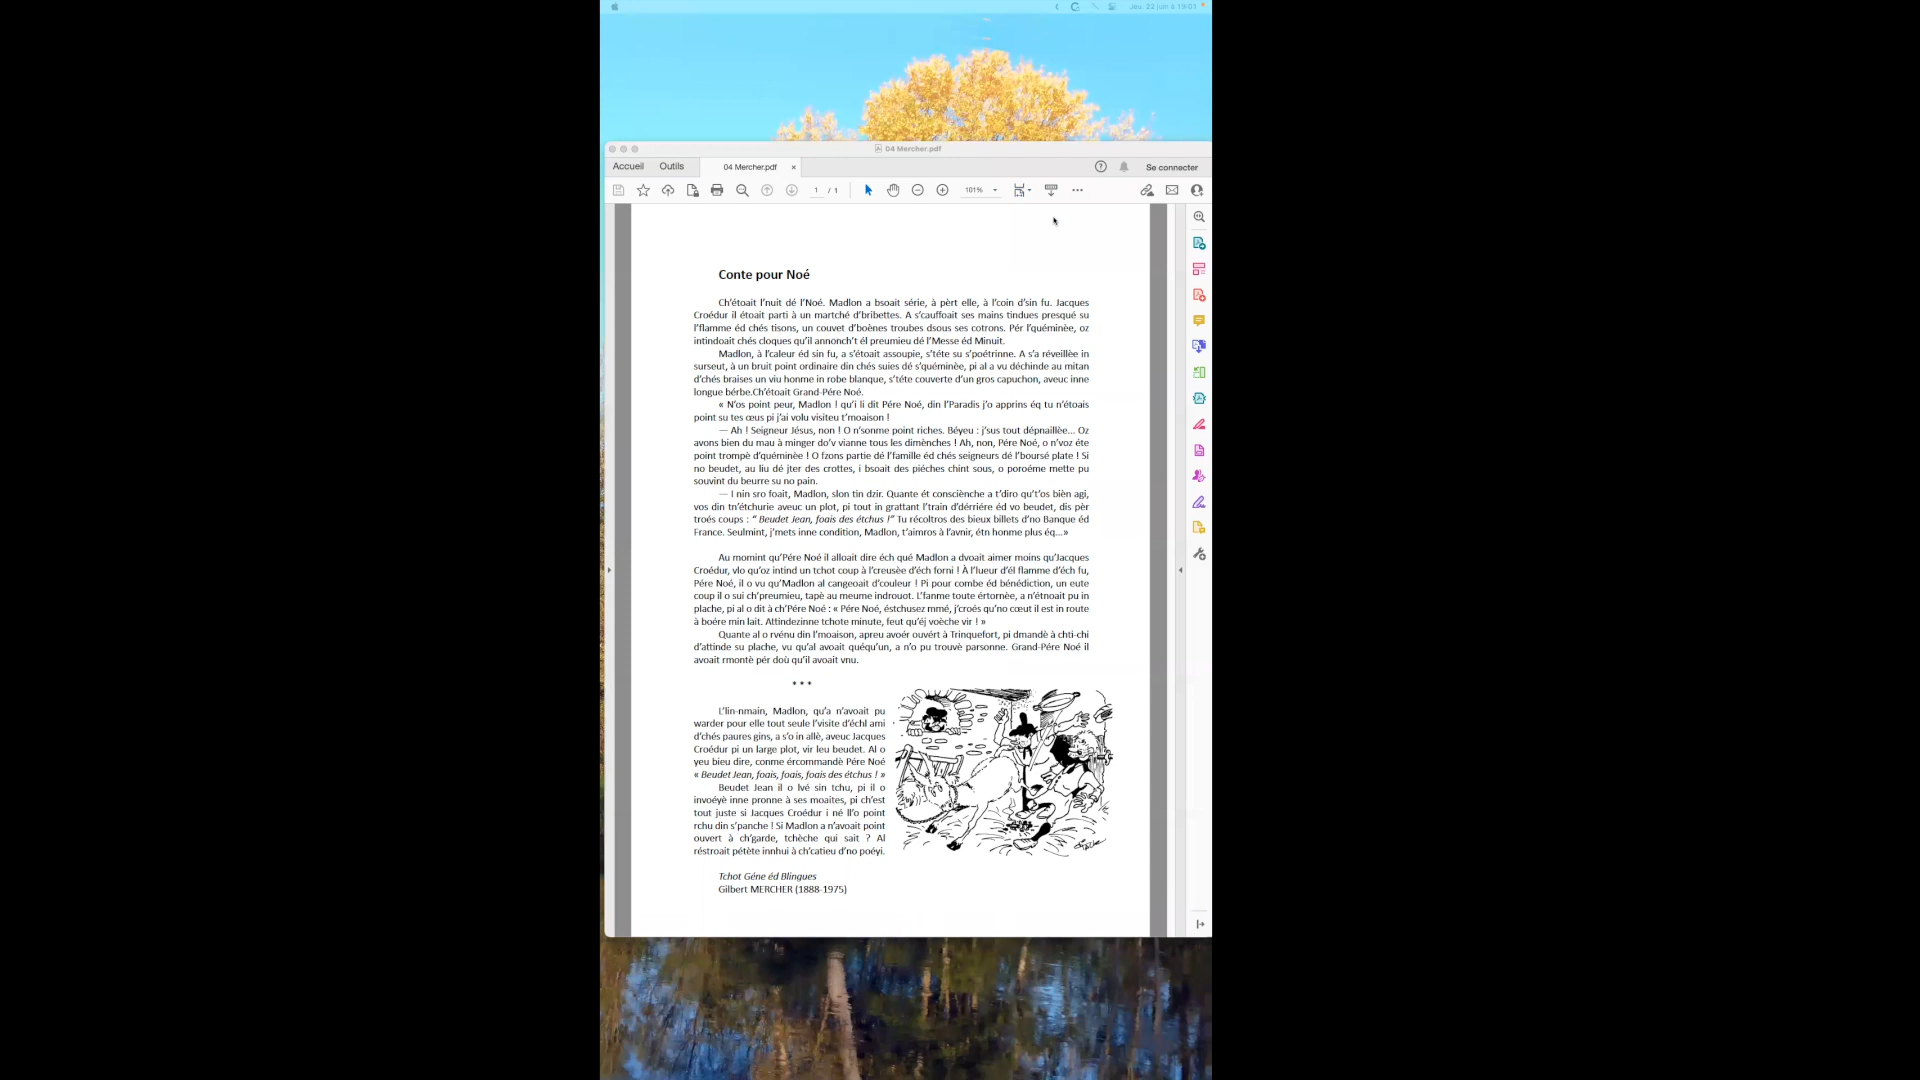 Jeu. 22 juin à 19:01
04 Mercher.pdf
Accueil Outils 04 Mercher.pdf × Se connecter
1 / 1 101%
Conte pour Noé
Ch'étoait l'nuit dé l'Noé. Madlon a bsoait série, à pèrt elle, à l'coin d'sin fu. Jacques
Croédur il étoait parti à un martché d'bribettes. A s'cauffoait ses mains tindues presqué su
l'flamme éd chés tisons, un couvet d'boènes troubes dsous ses cotrons. Pér l'quéminèe, oz
intindoait chés cloques qu'il annonch't él preumieu dé l'Messe éd Minuit.
Madlon, à l'caleur éd sin fu, a s'étoait assoupie, s'téte su s'poétrinne. A s'a réveillèe in
surseut, à un bruit point ordinaire din chés suies dé s'quéminèe, pi al a vu déchinde au mitan
d'chés braises un viu honme in robe blanque, s'téte couverte d'un gros capuchon, aveuc inne
longue bérbe.Ch'étoait Grand-Pére Noé.
« N'os point peur, Madlon ! qu'i li dit Pére Noé, din l'Paradis j'o apprins éq tu n'étoais
point su tes œus pi j'ai volu visiteu t'moaison !
— Ah ! Seigneur Jésus, non ! O n'sonme point riches. Béyeu : j'sus tout dépnaillèe... Oz
avons bien du mau à minger do'v vianne tous les dimènches ! Ah, non, Pére Noé, o n'voz éte
point trompè d'quéminèe ! O fzons partie dé l'famille éd chés seigneurs dé l'boursé plate ! Si
no beudet, au liu dé jter des crottes, i bsoait des piéches chint sous, o poroéme mette pu
souvint du beurre su no pain.
— I nin sro foait, Madlon, slon tin dzir. Quante ét consciènche a t'diro qu't'os bièn agi,
vos din tn'étchurie aveuc un plot, pi tout in grattant l'train d'dérriére éd vo beudet, dis pèr
troés coups : " Beudet Jean, foais des étchus !" Tu récoltros des bieux billets d'no Banque éd
France. Seulmint, j'mets inne condition, Madlon, t'aimros à l'avnir, étn honme plus éq...»
Au momint qu'Pére Noé il alloait dire éch qué Madlon a dvoait aimer moins qu'Jacques
Croédur, vlo qu'oz intind un tchot coup à l'creusèe d'éch forni ! À l'lueur d'él flamme d'éch fu,
Pére Noé, il o vu qu'Madlon al cangeoait d'couleur ! Pi pour combe éd bénédiction, un eute
coup il o sui ch'preumieu, tapè au meume indrouot. L'fanme toute értornèe, a n'étnoait pu in
plache, pi al o dit à ch'Pére Noé : « Pére Noé, éstchusez mmé, j'croés qu'no cœut il est in route
à boére min lait. Attindezinne tchote minute, feut qu'éj voèche vir ! »
Quante al o rvénu din l'moaison, apreu avoér ouvért à Trinquefort, pi dmandè à chti-chi
d'attinde su plache, vu qu'al avoait quéqu'un, a n'o pu trouvè parsonne. Grand-Pére Noé il
avoait rmontè pér doù qu'il avoait vnu.
* * *
L'lin-nmain, Madlon, qu'a n'avoait pu
warder pour elle tout seule l'visite d'échl ami
d'chés paures gins, a s'o in allè, aveuc Jacques
Croédur pi un large plot, vir leu beudet. Al o
yeu bieu dire, conme ércommandè Pére Noé
« Beudet Jean, foais, foais, foais des étchus ! »
Beudet Jean il o lvé sin tchu, pi il o
invoéyè inne pronne à ses moaites, pi ch'est
tout juste si Jacques Croédur i né ll'o point
rchu din s'panche ! Si Madlon a n'avoait point
ouvert à ch'garde, tchèche qui sait ? Al
réstroait pétète innhui à ch'catieu d'no poéyi.
Tchot Géne éd Blingues
Gilbert MERCHER (1888-1975)